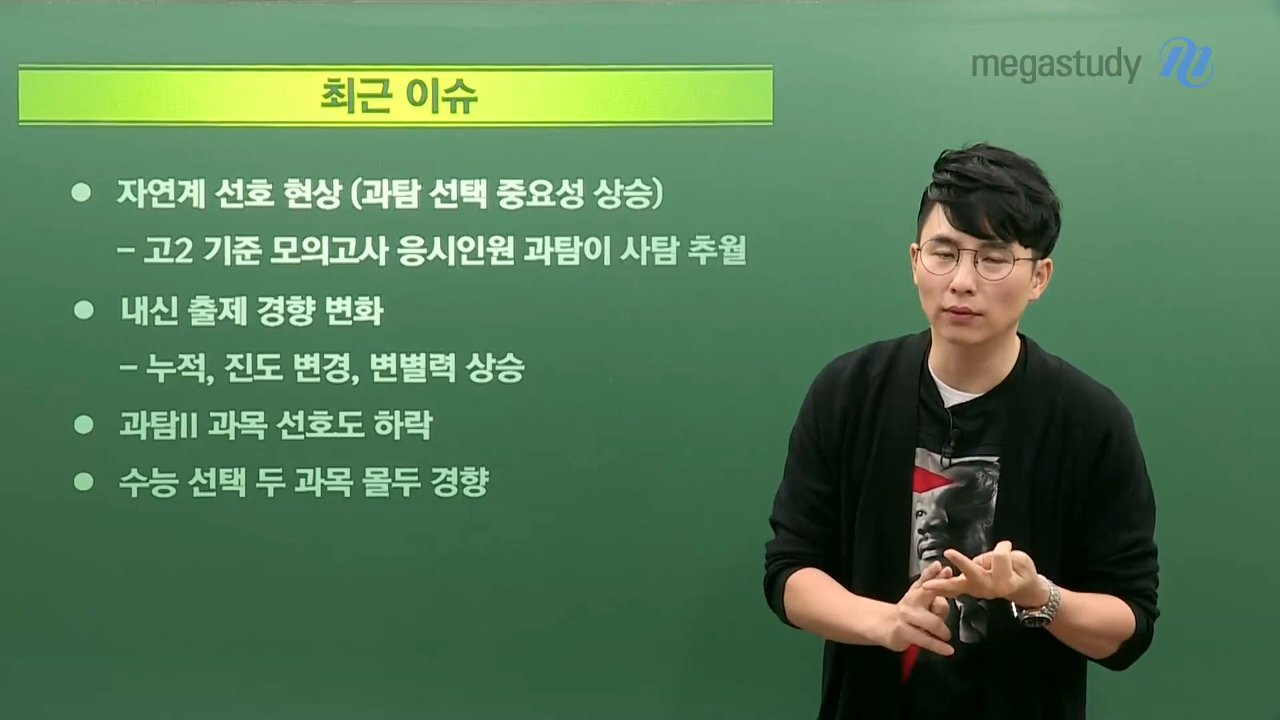 megastudy
최근 이슈
● 자연계 선호 현상 (과탐 선택 중요성 상승)
– 고2 기준 모의고사 응시인원 과탐이 사탐 추월
● 내신 출제 경향 변화
– 누적, 진도 변경, 변별력 상승
● 과탐II 과목 선호도 하락
● 수능 선택 두 과목 몰두 경향